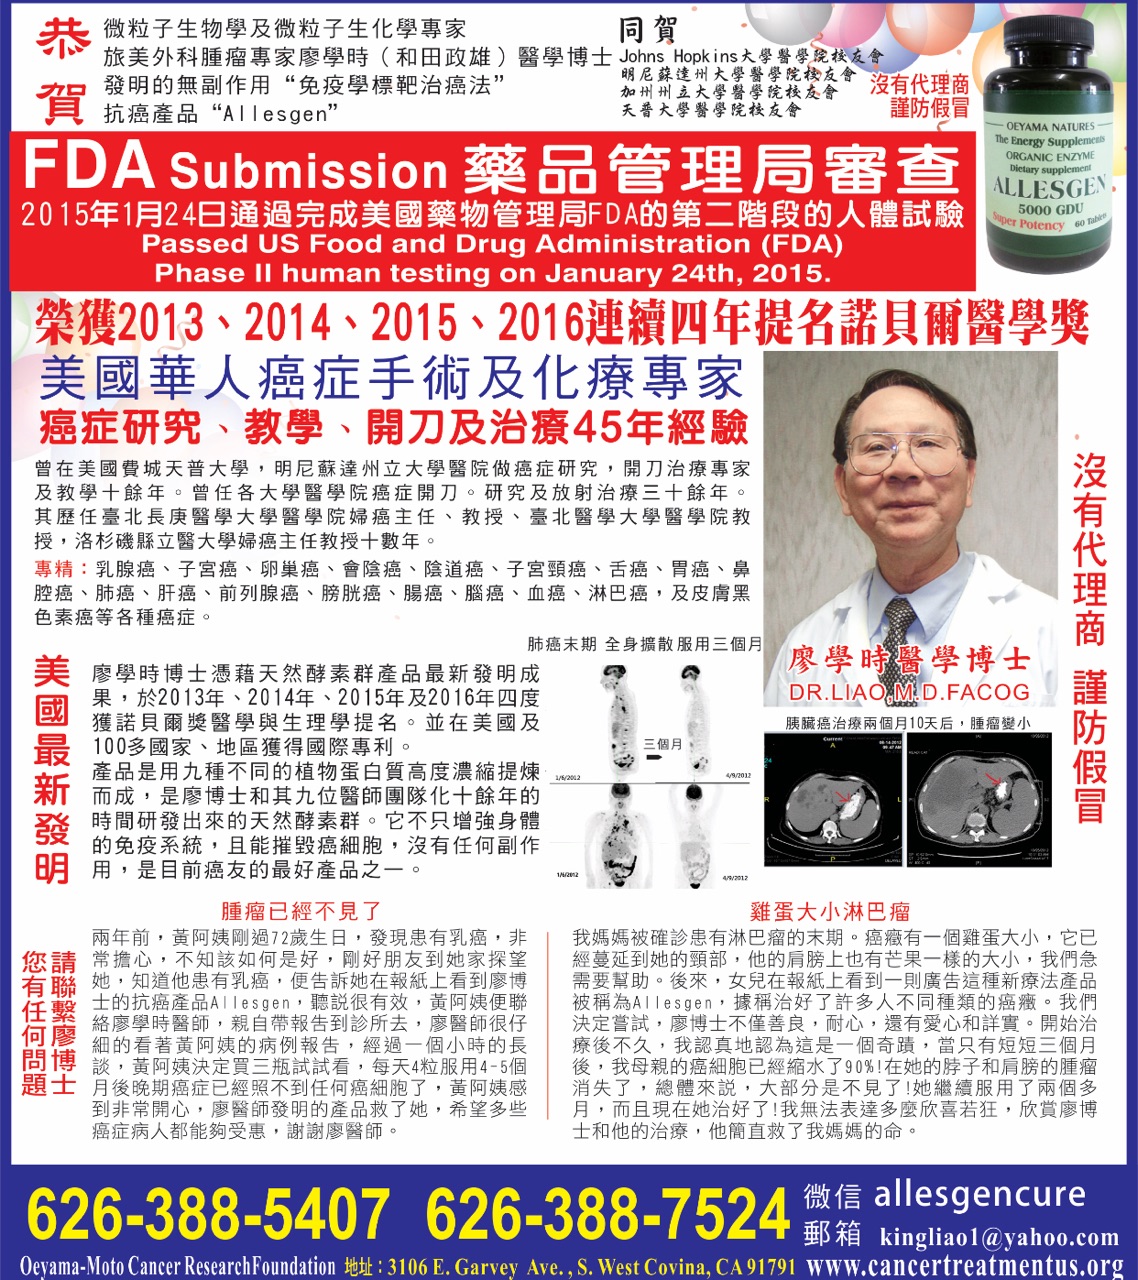 恭賀
微粒子生物學及微粒子生化學專家
旅美外科腫瘤專家廖學時（和田政雄）醫學博士
發明的無副作用“免疫學標靶治癌法”
抗癌產品“Allesgen”
同賀
Johns Hopkins大學醫學院校友會
明尼蘇達州大學醫學院校友會
加州州立大學醫學院校友會
天普大學醫學院校友會
沒有代理商
謹防假冒
OEYAMA NATURES
The Energy Supplements
ORGANIC ENZYME
Dietary supplement
ALLESGEN
5000 GDU
Super Potency 60 Tablets
FDA Submission 藥品管理局審查
2015年1月24日通過完成美國藥物管理局FDA的第二階段的人體試驗
Passed US Food and Drug Administration (FDA)
Phase II human testing on January 24th, 2015.
榮獲2013、2014、2015、2016連續四年提名諾貝爾醫學獎
美國華人癌症手術及化療專家
癌症研究、教學、開刀及治療45年經驗
曾在美國費城天普大學，明尼蘇達州立大學醫院做癌症研究，開刀治療專家
及教學十餘年。曾任各大學醫學院癌症開刀。研究及放射治療三十餘年。
其歷任臺北長庚醫學大學醫學院婦癌主任、教授、臺北醫學大學醫學院教
授，洛杉磯縣立醫大學婦癌主任教授十數年。
專精：乳腺癌、子宮癌、卵巢癌、會陰癌、陰道癌、子宮頸癌、舌癌、胃癌、鼻
腔癌、肺癌、肝癌、前列腺癌、膀胱癌、腸癌、腦癌、血癌、淋巴癌，及皮膚黑
色素癌等各種癌症。
廖學時醫學博士
DR.LIAO,M.D.FACOG
沒有代理商 謹防假冒
美國最新發明
廖學時博士憑藉天然酵素群產品最新發明成
果，於2013年、2014年、2015年及2016年四度
獲諾貝爾獎醫學與生理學提名。並在美國及
100多國家、地區獲得國際專利。
產品是用九種不同的植物蛋白質高度濃縮提煉
而成，是廖博士和其九位醫師團隊化十餘年的
時間研發出來的天然酵素群。它不只增強身體
的免疫系統，且能摧毀癌細胞，沒有任何副作
用，是目前癌友的最好產品之一。
肺癌末期 全身擴散服用三個月
三個月
1/6/2012
4/9/2012
1/6/2012
4/9/2012
胰臟癌治療兩個月10天后，腫瘤變小
Current
A
R
L
P
請聯繫廖博士
您有任何問題
腫瘤已經不見了
兩年前，黃阿姨剛過72歲生日，發現患有乳癌，非
常擔心，不知該如何是好，剛好朋友到她家探望
她，知道他患有乳癌，便告訴她在報紙上看到廖博
士的抗癌產品Allesgen，聽説很有效，黃阿姨便聯
絡廖學時醫師，親自帶報告到診所去，廖醫師很仔
細的看著黃阿姨的病例報告，經過一個小時的長
談，黃阿姨決定買三瓶試試看，每天4粒服用4-5個
月後晚期癌症已經照不到任何癌細胞了，黃阿姨感
到非常開心，廖醫師發明的產品救了她，希望多些
癌症病人都能夠受惠，謝謝廖醫師。
雞蛋大小淋巴瘤
我媽媽被確診患有淋巴瘤的末期。癌癥有一個雞蛋大小，它已
經蔓延到她的頸部，他的肩膀上也有芒果一樣的大小，我們急
需要幫助。後來，女兒在報紙上看到一則廣告這種新療法產品
被稱為Allesgen，據稱治好了許多人不同種類的癌癥。我們
決定嘗試，廖博士不僅善良，耐心，還有愛心和詳實。開始治
療後不久，我認真地認為這是一個奇蹟，當只有短短三個月
後，我母親的癌細胞已經縮水了90%!在她的脖子和肩膀的腫瘤
消失了，總體來説，大部分是不見了!她繼續服用了兩個多
月，而且現在她治好了!我無法表達多麼欣喜若狂，欣賞廖博
士和他的治療，他簡直救了我媽媽的命。
626-388-5407 626-388-7524
微信 allesgencure
郵箱 kingliao1@yahoo.com
Oeyama-Moto Cancer ResearchFoundation 地址：3106 E. Garvey Ave. , S. West Covina, CA 91791 www.cancertreatmentus.org